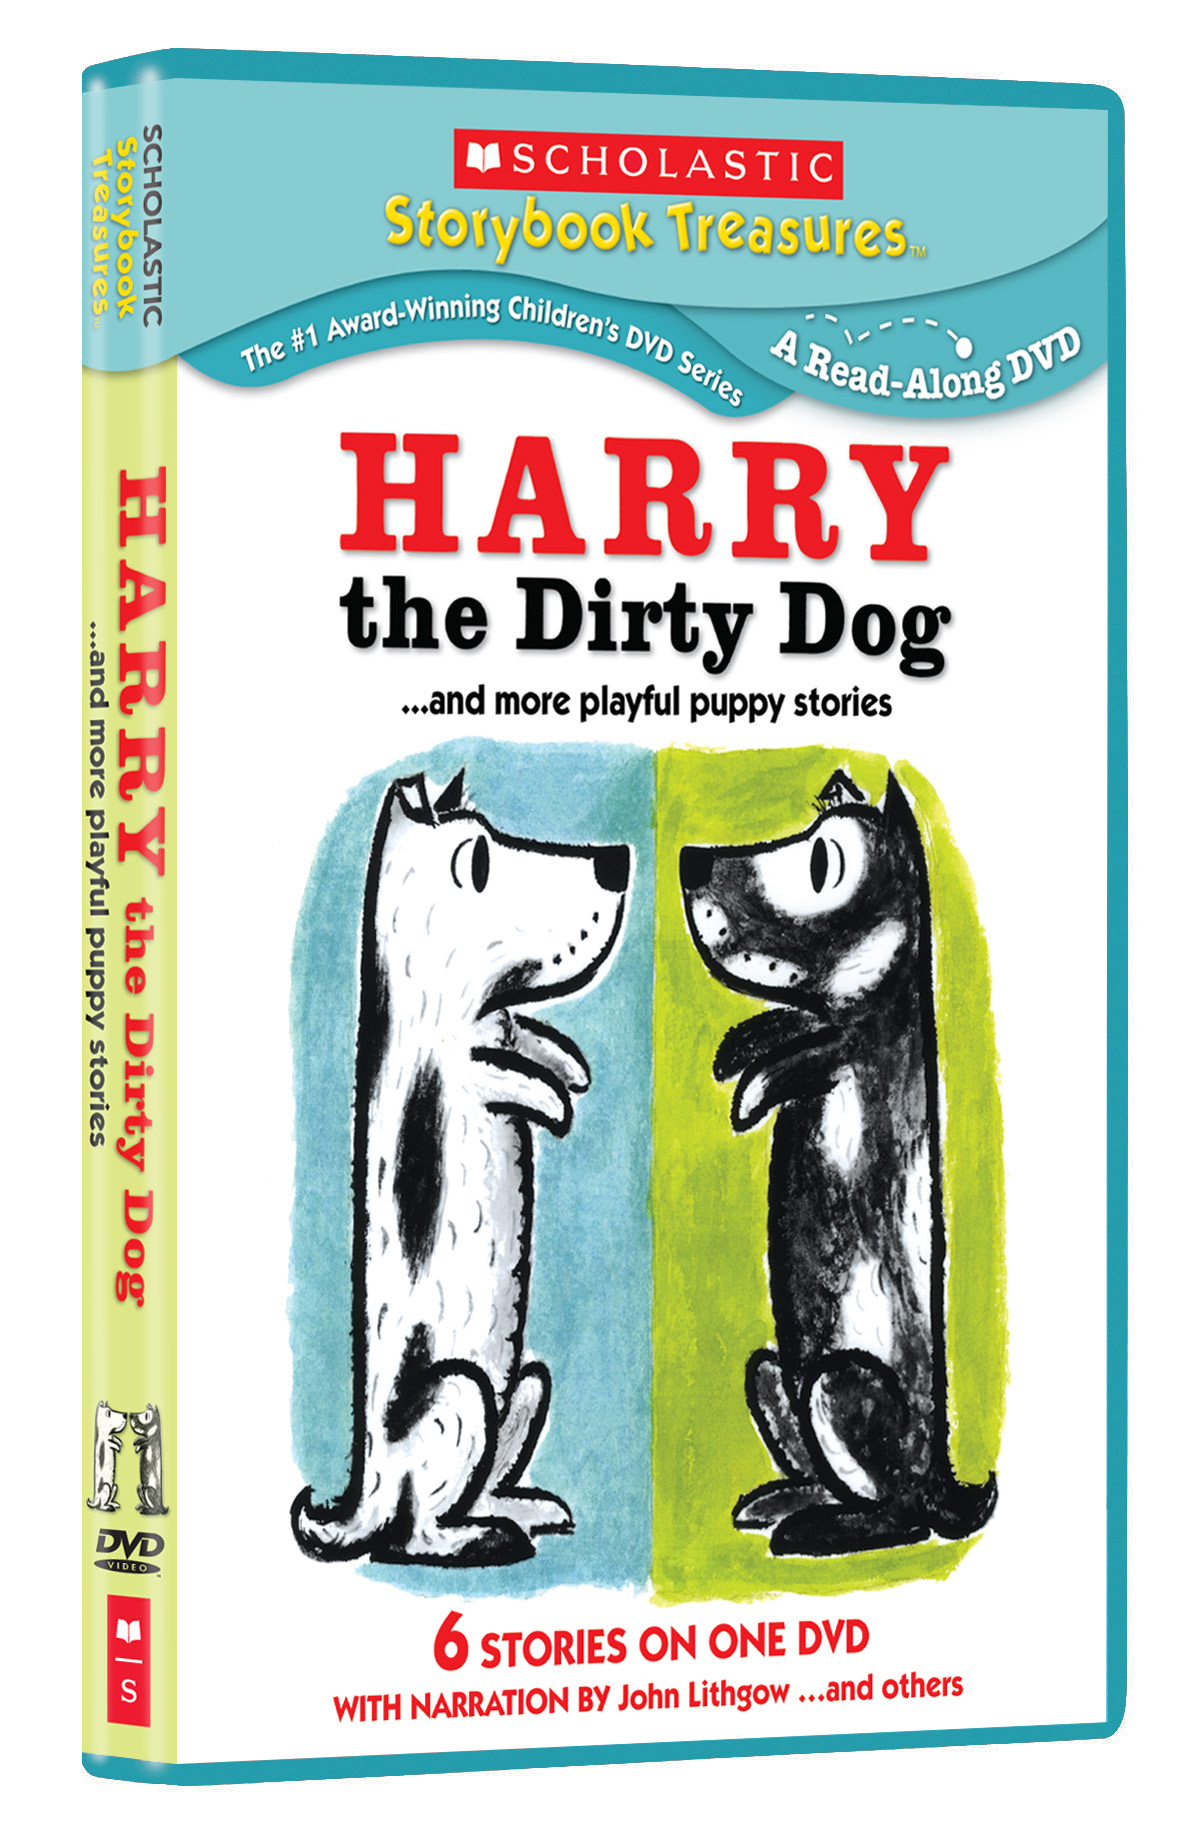 SCHOLASTIC
Storybook
Treasures™
HARRY the Dirty Dog
...and more playful puppy stories
DVD
VIDEO
S
SCHOLASTIC
Storybook Treasures™
The #1 Award-Winning Children's DVD Series
A Read-Along DVD
HARRY
the Dirty Dog
...and more playful puppy stories
6 STORIES ON ONE DVD
WITH NARRATION BY John Lithgow ...and others